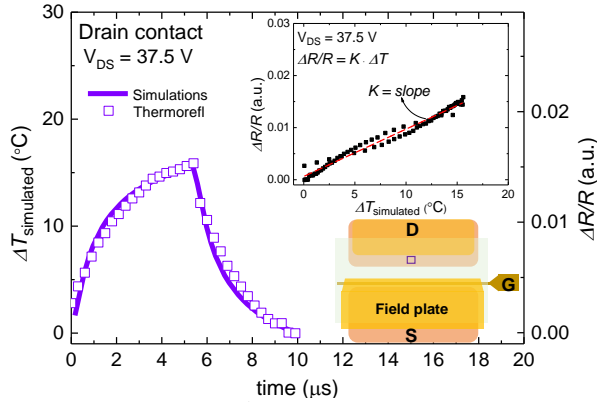 Drain contact
V_DS = 37.5 V
Simulations
Thermorefl
ΔT_simulated (°C)
30
20
10
0
0 2 4 6 8 10 12 14 16 18 20
time (μs)
ΔR/R (a.u.)
0.02
0.01
0.00
V_DS = 37.5 V
ΔR/R = K · ΔT
K = slope
ΔR/R (a.u.)
0.03
0.02
0.01
0.00
0 5 10 15 20
ΔT_simulated (°C)
D
G
Field plate
S